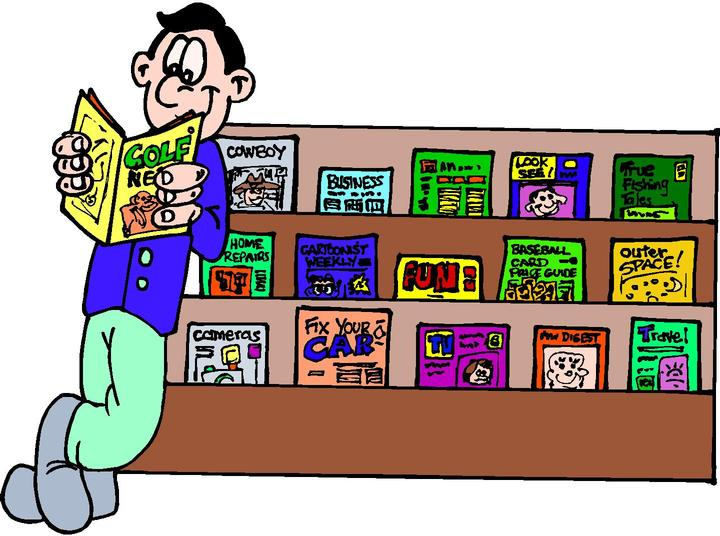 GOLF
NE
COWBOY
BUSINESS
LOOK
SEE!
True
Fishing
Tales
HOME
REPAIRS
CARTOONIST
WEEKLY
FUN
BASEBALL
CARD
PRICE GUIDE
outer
SPACE!
cameras
FIX YOUR
CAR
TV
DIGEST
Travel